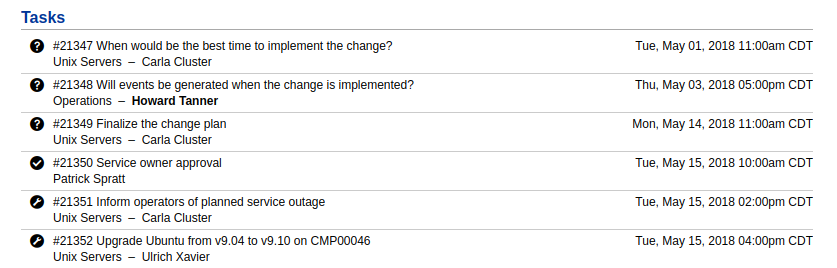 Tasks
#21347 When would be the best time to implement the change? Tue, May 01, 2018 11:00am CDT
Unix Servers – Carla Cluster
#21348 Will events be generated when the change is implemented? Thu, May 03, 2018 05:00pm CDT
Operations – Howard Tanner
#21349 Finalize the change plan Mon, May 14, 2018 11:00am CDT
Unix Servers – Carla Cluster
#21350 Service owner approval Tue, May 15, 2018 10:00am CDT
Patrick Spratt
#21351 Inform operators of planned service outage Tue, May 15, 2018 02:00pm CDT
Unix Servers – Carla Cluster
#21352 Upgrade Ubuntu from v9.04 to v9.10 on CMP00046 Tue, May 15, 2018 04:00pm CDT
Unix Servers – Ulrich Xavier